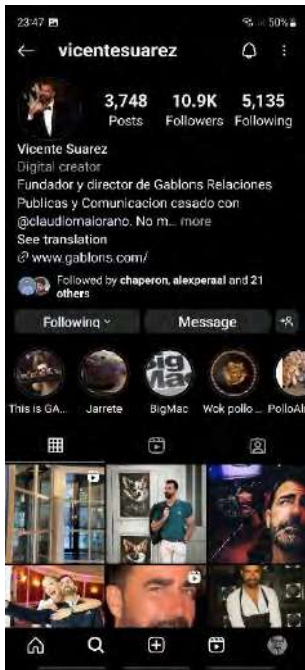 23:47
50%
vicentesuarez
3,748 10.9K 5,135
Posts Followers Following
Vicente Suarez
Digital creator
Fundador y director de Gablons Relaciones
Publicas y Comunicacion casado con
@claudiomaiorano. No m... more
See translation
www.gablons.com/
Followed by chaperon, alexperaal and 21
others
Following Message
Big
Mac
This is GA... Jarrete BigMac Wok pollo ... PolloAl